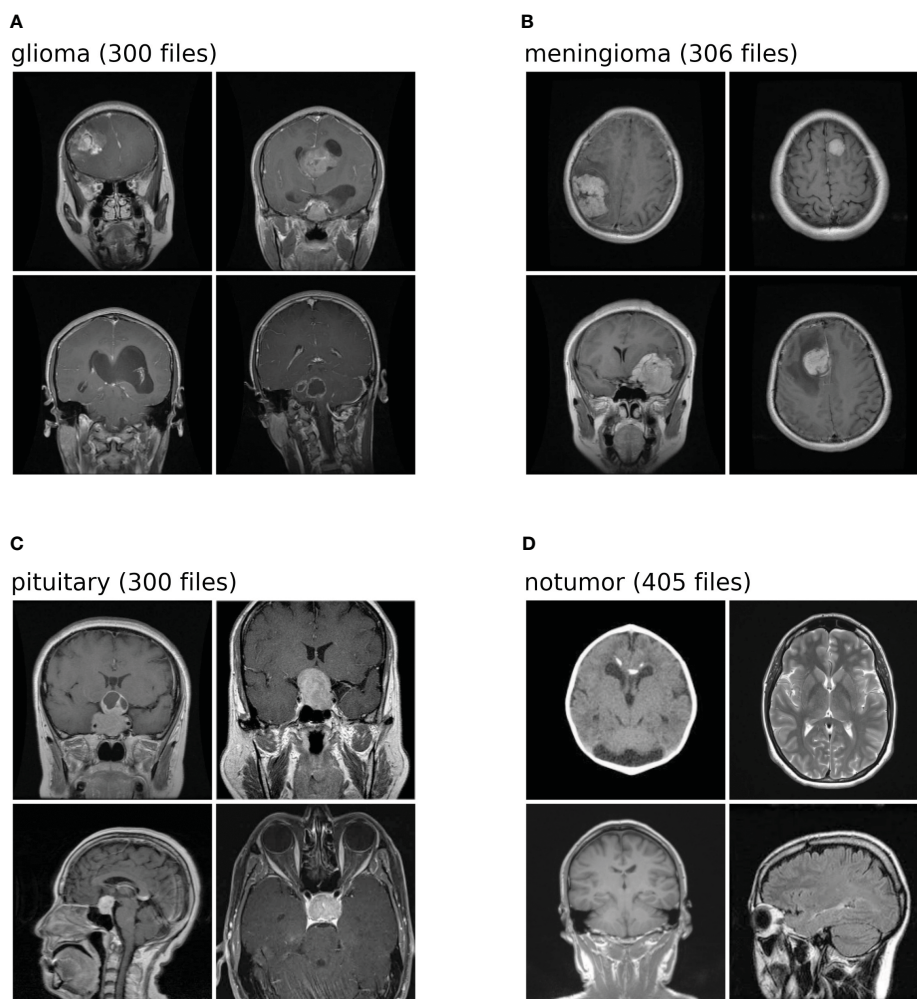 A
glioma (300 files)
B
meningioma (306 files)
C
pituitary (300 files)
D
notumor (405 files)